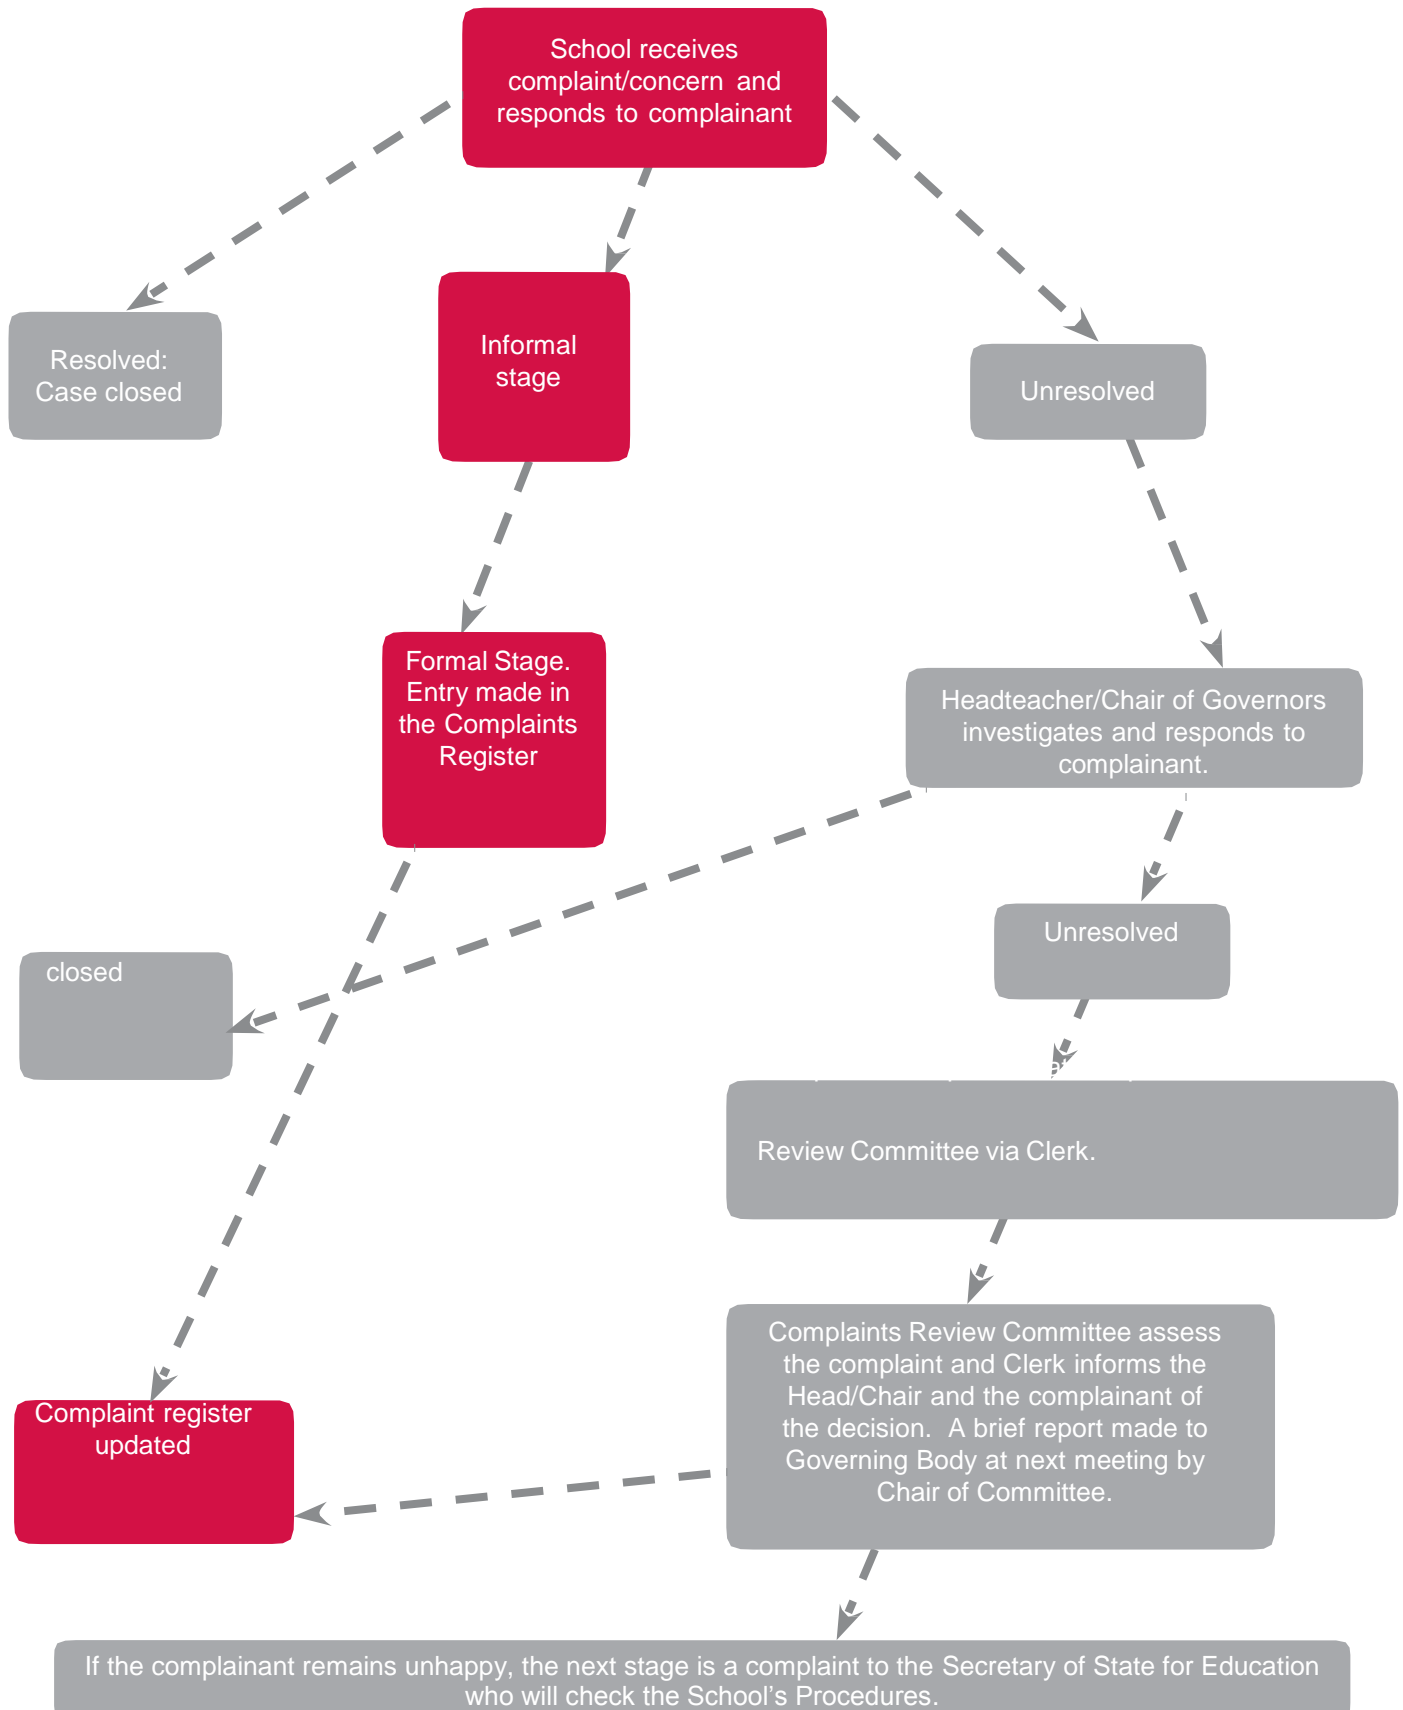 School receives
complaint/concern and
responds to complainant
Resolved:
Case closed
Informal
stage
Unresolved
Formal Stage.
Entry made in
the Complaints
Register
Headteacher/Chair of Governors
investigates and responds to
complainant.
closed
Unresolved
Review Committee via Clerk.
Complaints Review Committee assess
the complaint and Clerk informs the
Head/Chair and the complainant of
the decision. A brief report made to
Governing Body at next meeting by
Chair of Committee.
Complaint register
updated
If the complainant remains unhappy, the next stage is a complaint to the Secretary of State for Education
who will check the School’s Procedures.